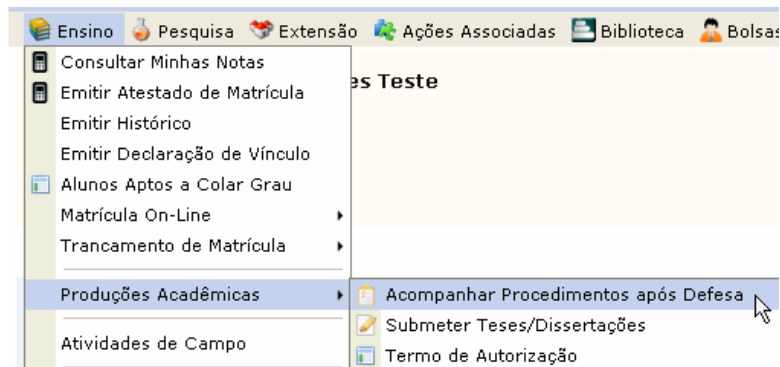 Ensino Pesquisa Extensão Ações Associadas Biblioteca Bolsas
Consultar Minhas Notas
es Teste
Emitir Atestado de Matrícula
Emitir Histórico
Emitir Declaração de Vínculo
Alunos Aptos a Colar Grau
Matrícula On-Line
Trancamento de Matrícula
Produções Acadêmicas
Acompanhar Procedimentos após Defesa
Submeter Teses/Dissertações
Atividades de Campo
Termo de Autorização